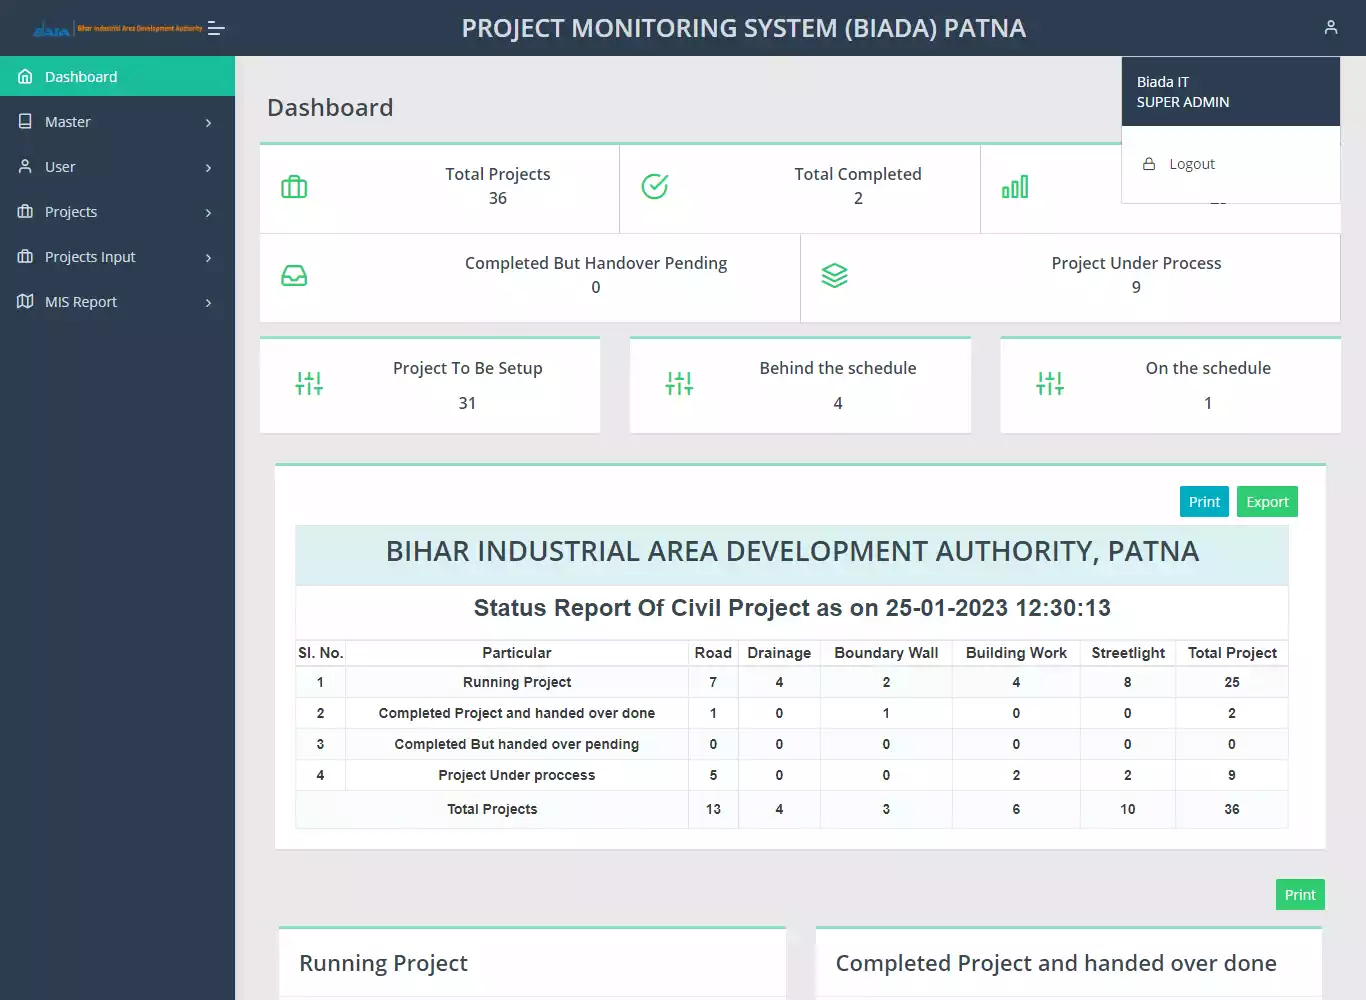 Bihar Industrial Area Development Authority
PROJECT MONITORING SYSTEM (BIADA) PATNA
Biada IT
SUPER ADMIN
Logout
Dashboard
Master
User
Projects
Projects Input
MIS Report
Dashboard
Total Projects
36
Total Completed
2
Completed But Handover Pending
0
Project Under Process
9
Project To Be Setup
31
Behind the schedule
4
On the schedule
1
Print Export
BIHAR INDUSTRIAL AREA DEVELOPMENT AUTHORITY, PATNA
Status Report Of Civil Project as on 25-01-2023 12:30:13
Sl. No. Particular Road Drainage Boundary Wall Building Work Streetlight Total Project
1 Running Project 7 4 2 4 8 25
2 Completed Project and handed over done 1 0 1 0 0 2
3 Completed But handed over pending 0 0 0 0 0 0
4 Project Under proccess 5 0 0 2 2 9
Total Projects 13 4 3 6 10 36
Print
Running Project
Completed Project and handed over done